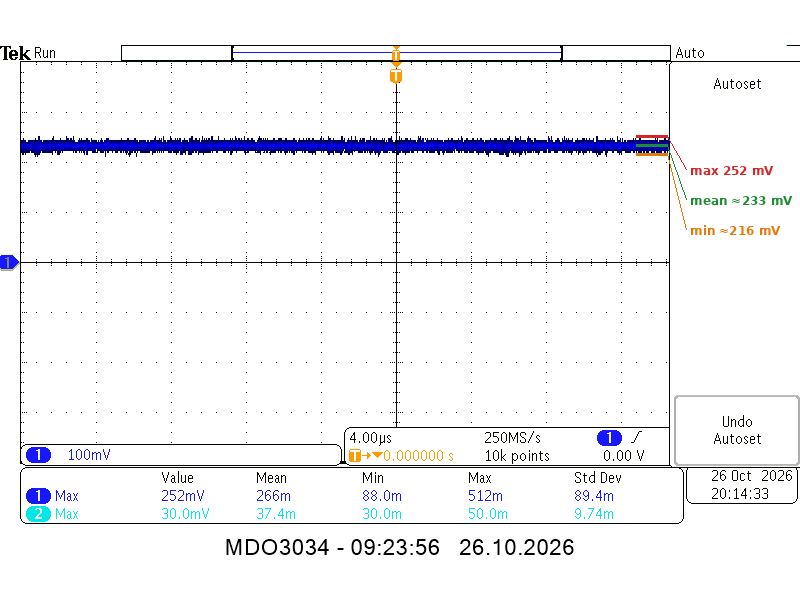 Tek Run
T
Auto
T
Autoset
max 252 mV
mean ≈233 mV
min ≈216 mV
1
Undo
Autoset
1 100mV
4.00µs 250MS/s 1
T→▼0.000000 s 10k points 0.00 V
Value Mean Min Max Std Dev
1 Max 252mV 266m 88.0m 512m 89.4m
2 Max 30.0mV 37.4m 30.0m 50.0m 9.74m
26 Oct 2026
20:14:33
MDO3034 - 09:23:56 26.10.2026